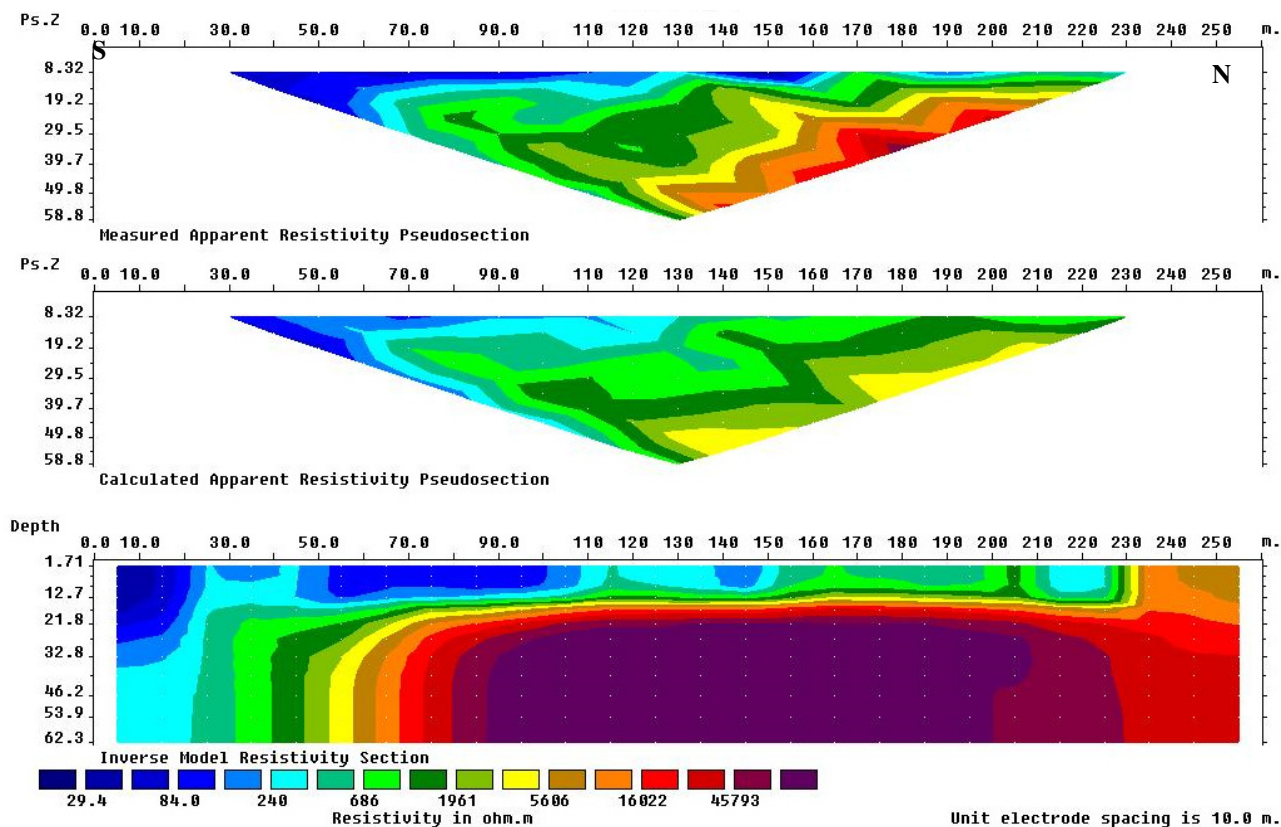 Ps.Z
0.0 10.0 30.0 50.0 70.0 90.0 110 120 130 140 150 160 170 180 190 200 210 220 230 240 250 m.
S
N
8.32
19.2
29.5
39.7
49.8
58.8
Measured Apparent Resistivity Pseudosection
Ps.Z
0.0 10.0 30.0 50.0 70.0 90.0 110 120 130 140 150 160 170 180 190 200 210 220 230 240 250 m.
8.32
19.2
29.5
39.7
49.8
58.8
Calculated Apparent Resistivity Pseudosection
Depth
0.0 10.0 30.0 50.0 70.0 90.0 110 120 130 140 150 160 170 180 190 200 210 220 230 240 250 m.
1.71
12.7
21.8
32.8
46.2
53.9
62.3
Inverse Model Resistivity Section
29.4 84.0 240 686 1961 5606 16022 45793
Resistivity in ohm.m Unit electrode spacing is 10.0 m.